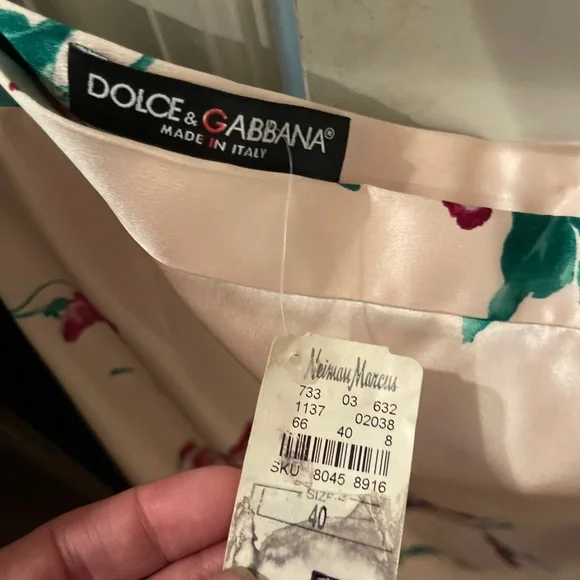 DOLCE & GABBANA®
MADE IN ITALY
Neiman Marcus
733 03 632
1137 02038
66 40 8
SKU 8045 8916
SIZE
40